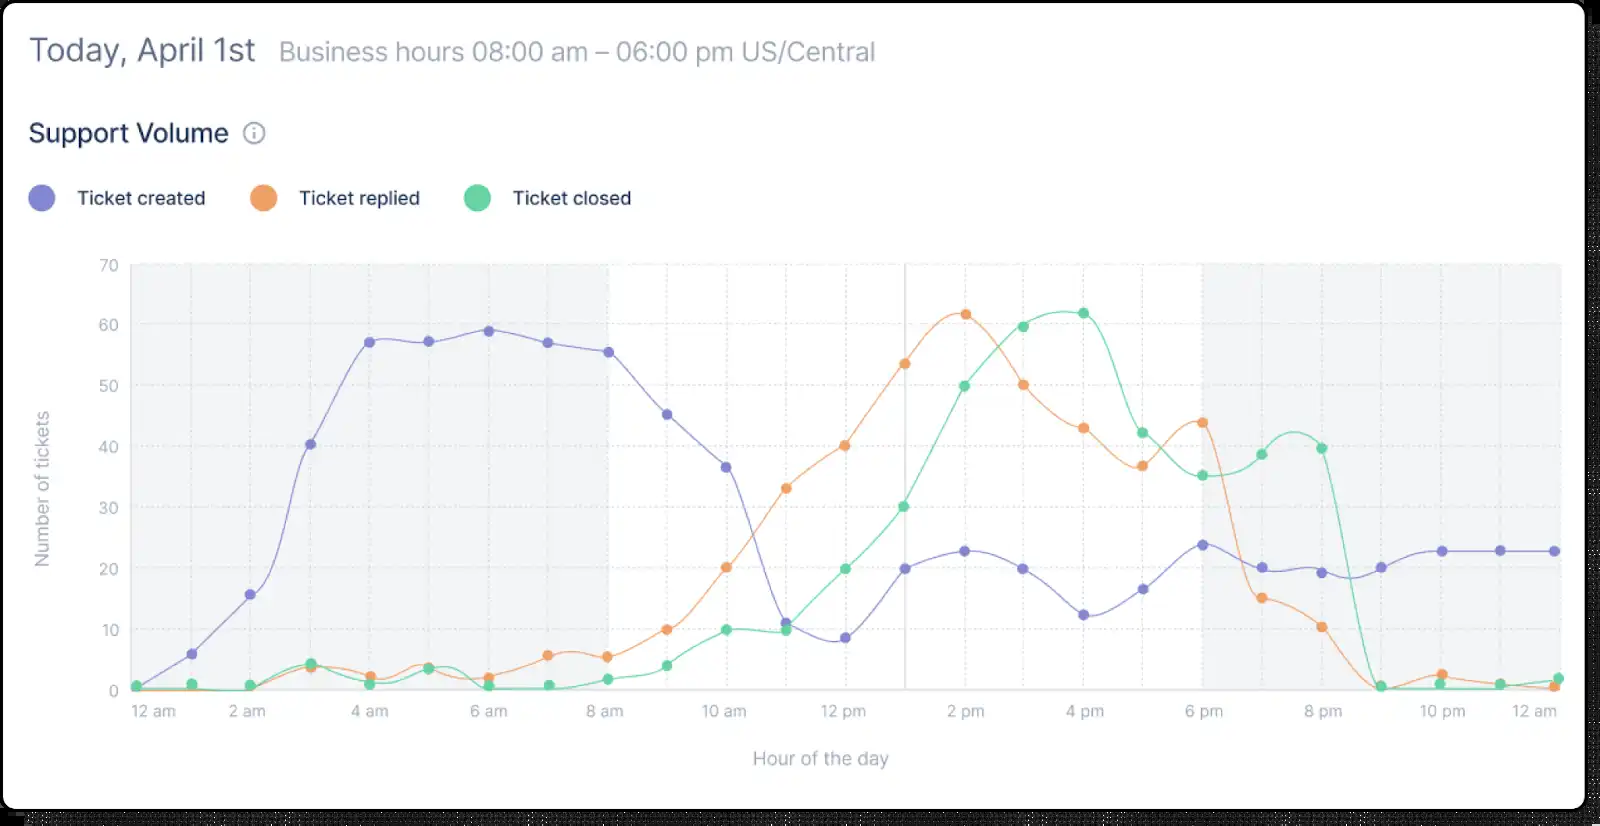 Today, April 1st Business hours 08:00 am – 06:00 pm US/Central
Support Volume
Ticket created Ticket replied Ticket closed
70
60
50
40
30
20
10
0
Number of tickets
12 am 2 am 4 am 6 am 8 am 10 am 12 pm 2 pm 4 pm 6 pm 8 pm 10 pm 12 am
Hour of the day